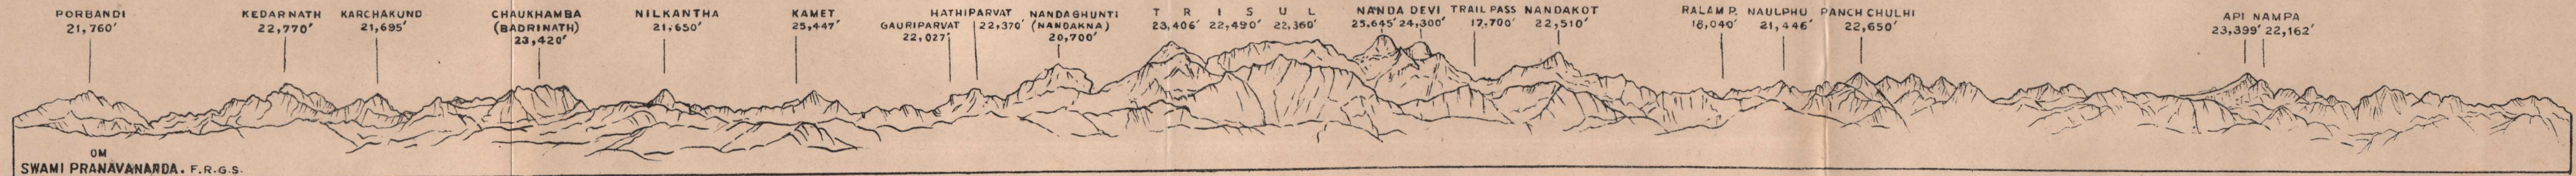 PORBANDI
21,760′
KEDARNATH
22,770′
KARCHAKUND
21,695′
CHAUKHAMBA
(BADRINATH)
23,420′
NILKANTHA
21,650′
KAMET
25,447′
GAURIPARVAT
22,027′
HATHIPARVAT
22,370′
NANDAGHUNTI
(NANDAKNA)
20,700′
T R I S U L
23,406′ 22,490′ 22,360′
NANDA DEVI
25,645′ 24,300′
TRAIL PASS
17,700′
NANDAKOT
22,510′
RALAM P.
18,040′
NAULPHU
21,446′
PANCH CHULHI
22,650′
API NAMPA
23,399′ 22,162′
OM
SWAMI PRANAVANANDA. F.R.G.S.